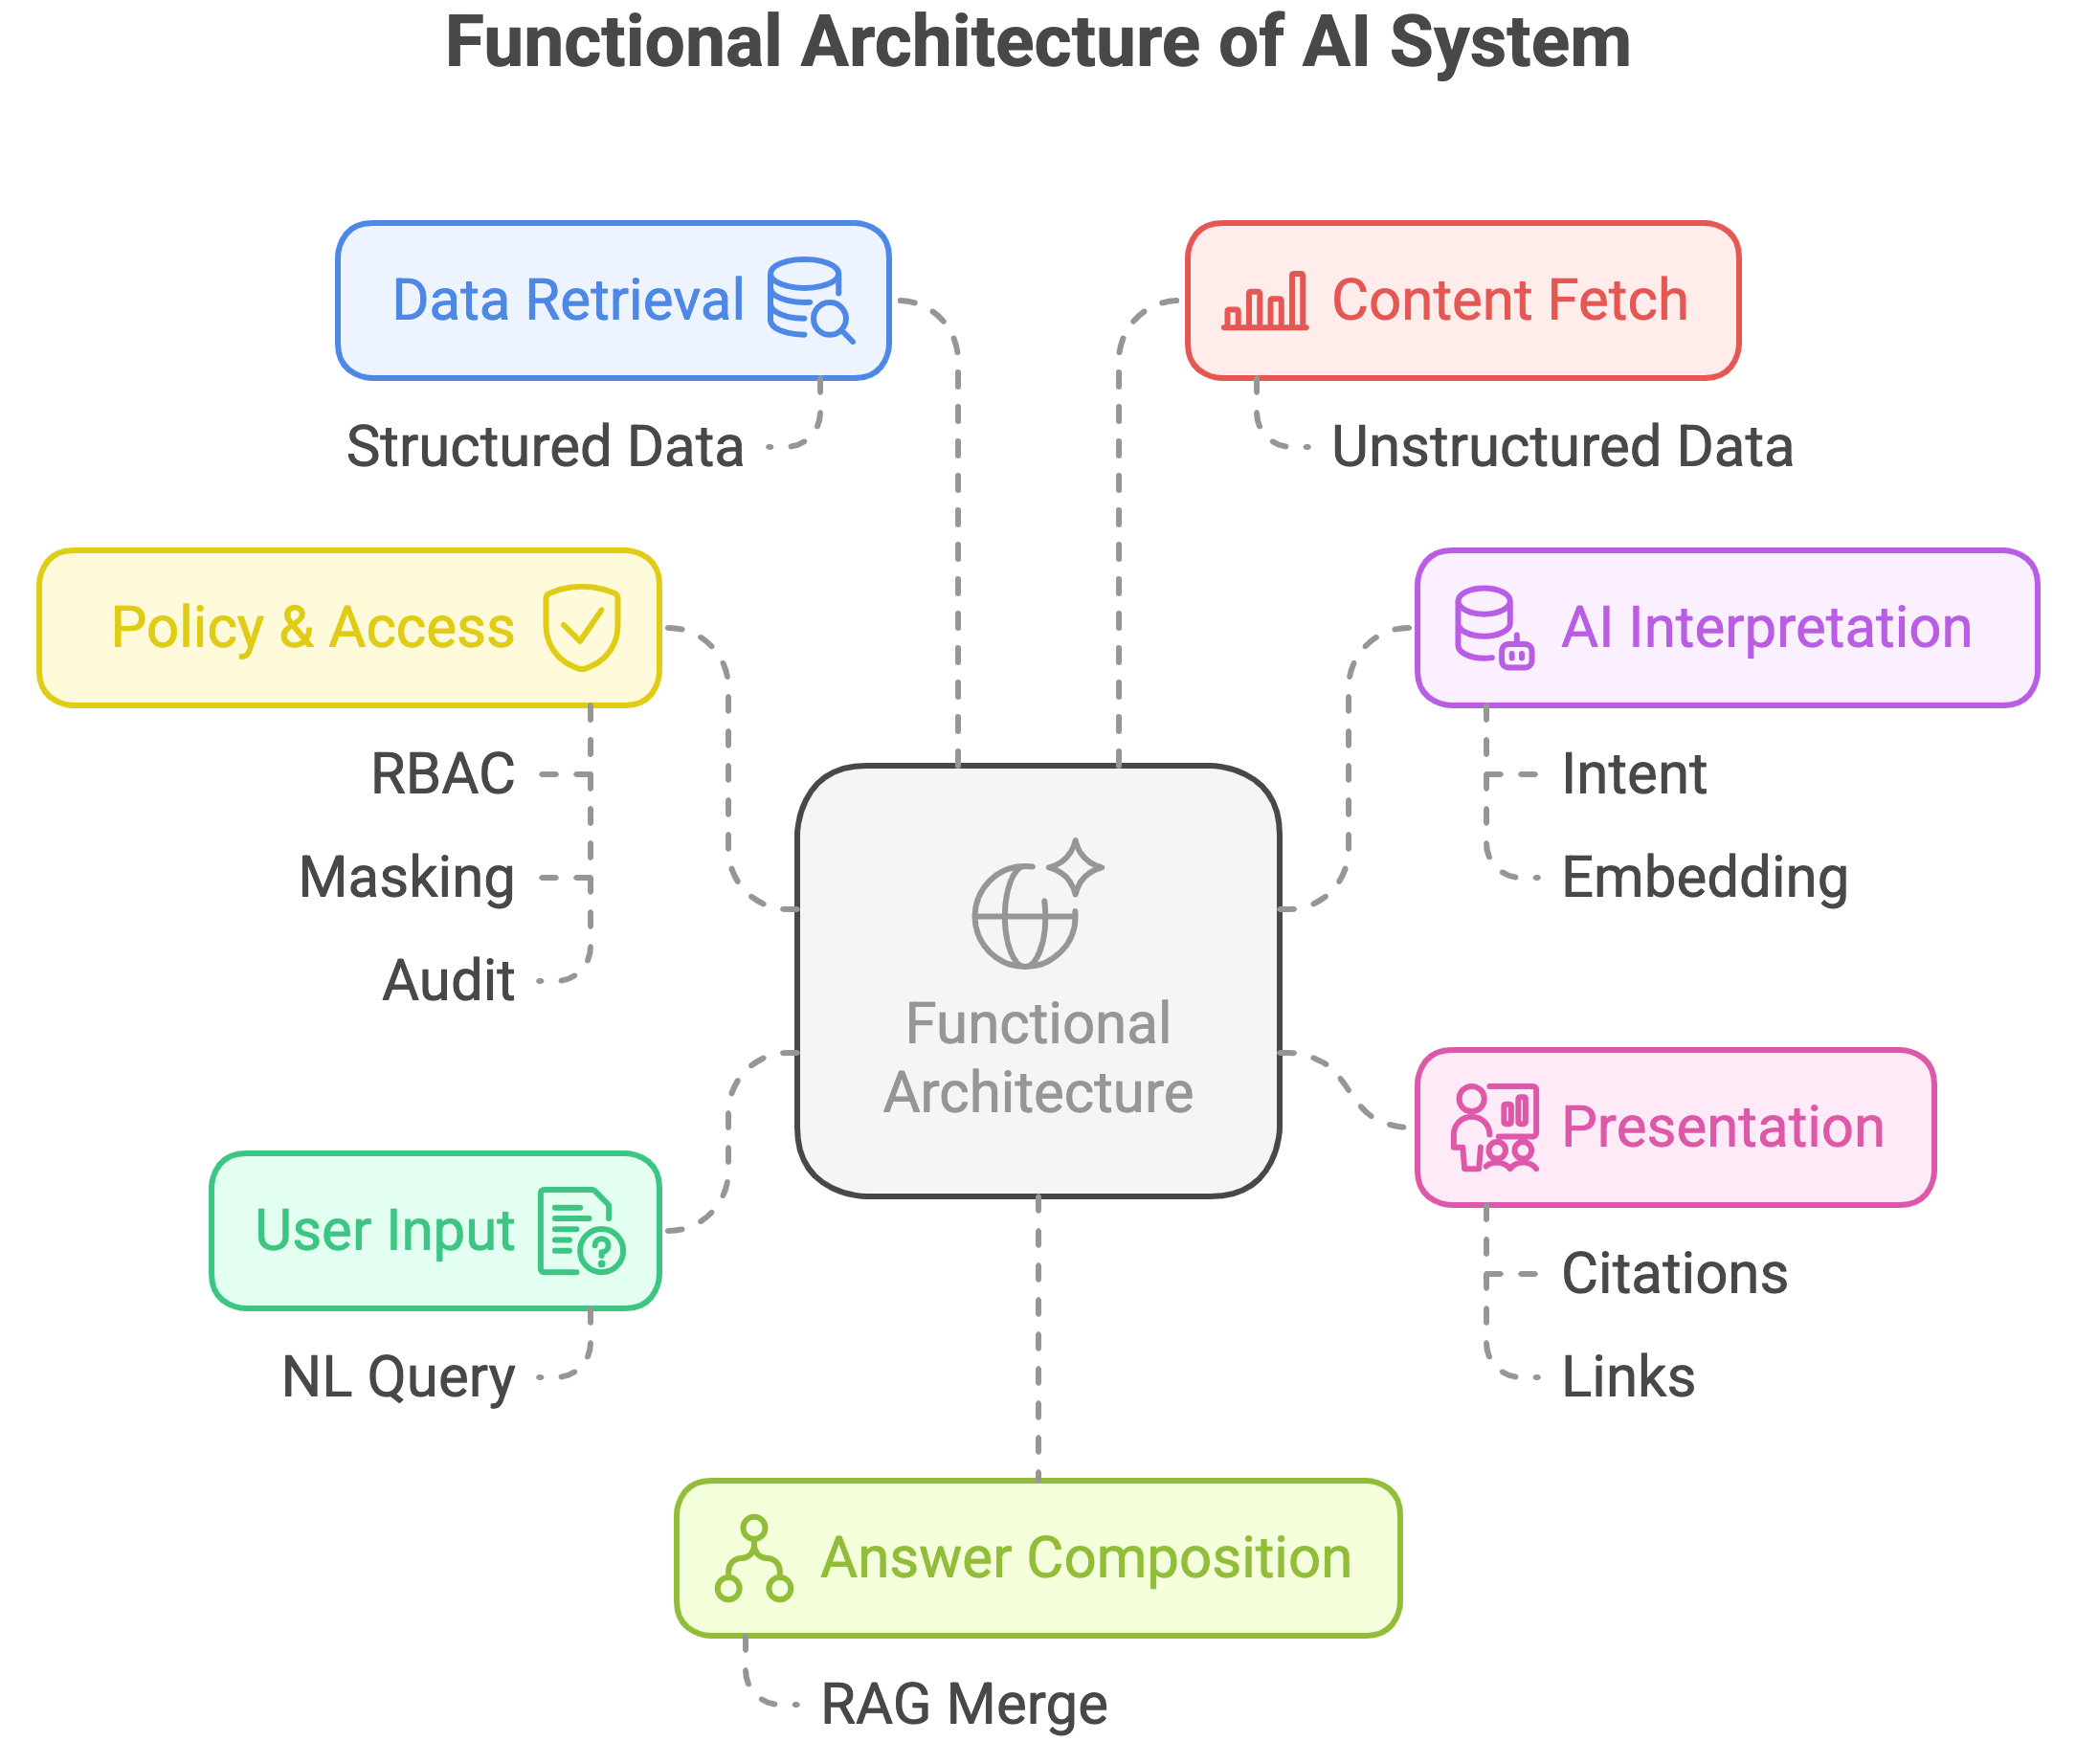 Functional Architecture of AI System
Data Retrieval
Structured Data
Content Fetch
Unstructured Data
Policy & Access
RBAC
Masking
Audit
AI Interpretation
Intent
Embedding
Functional
Architecture
User Input
NL Query
Presentation
Citations
Links
Answer Composition
RAG Merge